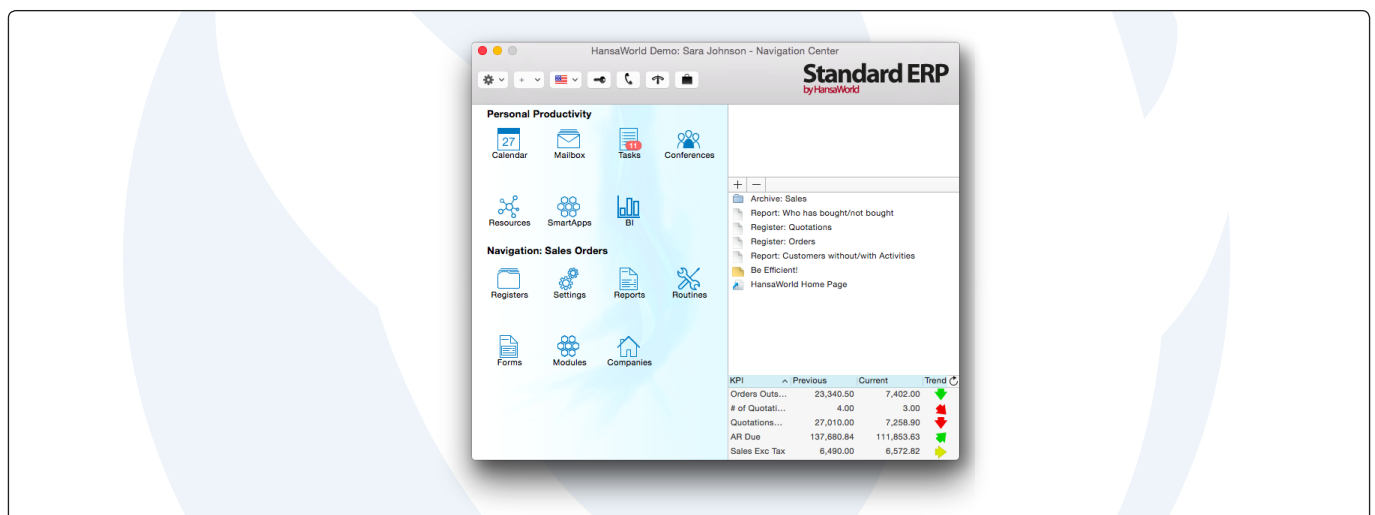 HansaWorld Demo: Sara Johnson - Navigation Center
Standard ERP
by HansaWorld
Personal Productivity
27
11
Calendar Mailbox Tasks Conferences
Resources SmartApps BI
Navigation: Sales Orders
Registers Settings Reports Routines
Forms Modules Companies
+ −
Archive: Sales
Report: Who has bought/not bought
Register: Quotations
Register: Orders
Report: Customers without/with Activities
Be Efficient!
HansaWorld Home Page
KPI Previous Current Trend
Orders Outs... 23,340.50 7,402.00
# of Quotati... 4.00 3.00
Quotations... 27,010.00 7,258.90
AR Due 137,680.84 111,853.63
Sales Exc Tax 6,490.00 6,572.82